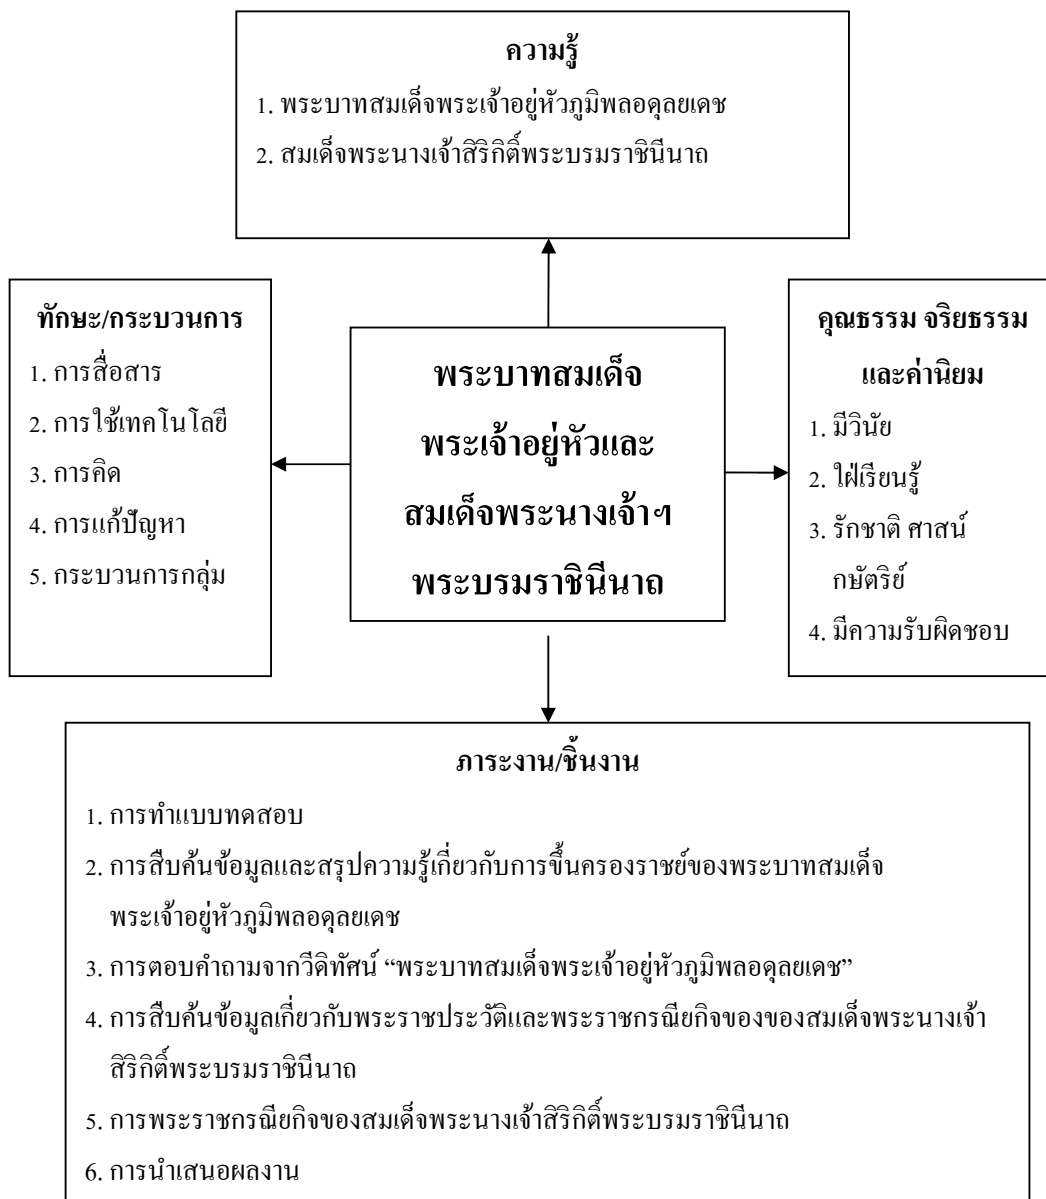 ความรู้
1. พระบาทสมเด็จพระเจ้าอยู่หัวภูมิพลอดุลยเดช
2. สมเด็จพระนางเจ้าสิริกิติ์พระบรมราชินีนาถ
ทักษะ/กระบวนการ
1. การสื่อสาร
2. การใช้เทคโนโลยี
3. การคิด
4. การแก้ปัญหา
5. กระบวนการกลุ่ม
พระบาทสมเด็จ
พระเจ้าอยู่หัวและ
สมเด็จพระนางเจ้าฯ
พระบรมราชินีนาถ
คุณธรรม จริยธรรม
และค่านิยม
1. มีวินัย
2. ใฝ่เรียนรู้
3. รักชาติ ศาสน์
กษัตริย์
4. มีความรับผิดชอบ
ภาระงาน/ชิ้นงาน
1. การทำแบบทดสอบ
2. การสืบค้นข้อมูลและสรุปความรู้เกี่ยวกับการขึ้นครองราชย์ของพระบาทสมเด็จ
พระเจ้าอยู่หัวภูมิพลอดุลยเดช
3. การตอบคำถามจากวีดิทัศน์ “พระบาทสมเด็จพระเจ้าอยู่หัวภูมิพลอดุลยเดช”
4. การสืบค้นข้อมูลเกี่ยวกับพระราชประวัติและพระราชกรณียกิจของของสมเด็จพระนางเจ้า
สิริกิติ์พระบรมราชินีนาถ
5. การพระราชกรณียกิจของสมเด็จพระนางเจ้าสิริกิติ์พระบรมราชินีนาถ
6. การนำเสนอผลงาน